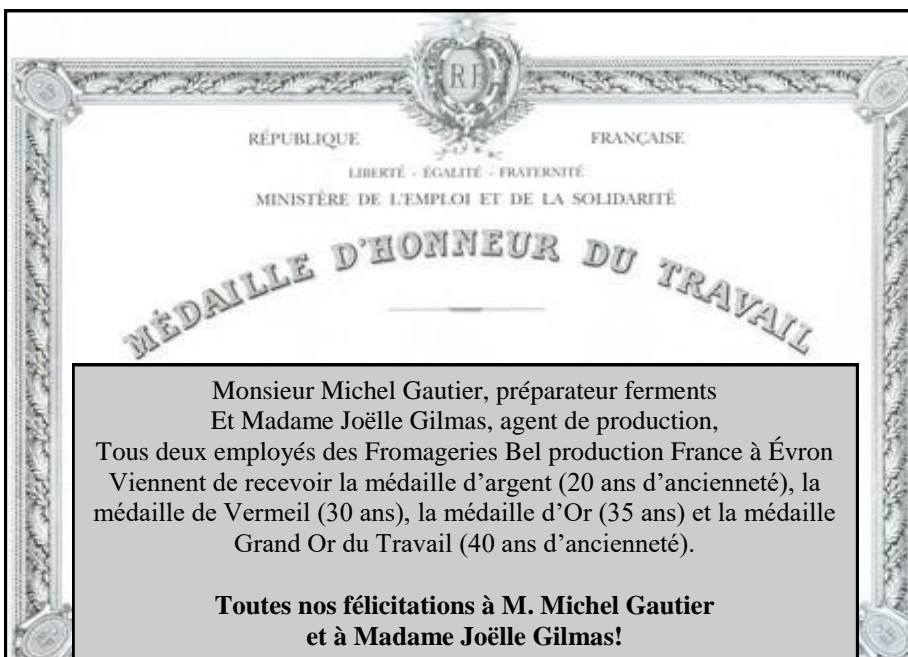 RF
RÉPUBLIQUE FRANÇAISE
LIBERTÉ - ÉGALITÉ - FRATERNITÉ
MINISTÈRE DE L'EMPLOI ET DE LA SOLIDARITÉ
MÉDAILLE D'HONNEUR DU TRAVAIL
Monsieur Michel Gautier, préparateur ferments
Et Madame Joëlle Gilmas, agent de production,
Tous deux employés des Fromageries Bel production France à Évron
Viennent de recevoir la médaille d’argent (20 ans d’ancienneté), la
médaille de Vermeil (30 ans), la médaille d’Or (35 ans) et la médaille
Grand Or du Travail (40 ans d’ancienneté).
Toutes nos félicitations à M. Michel Gautier
et à Madame Joëlle Gilmas!